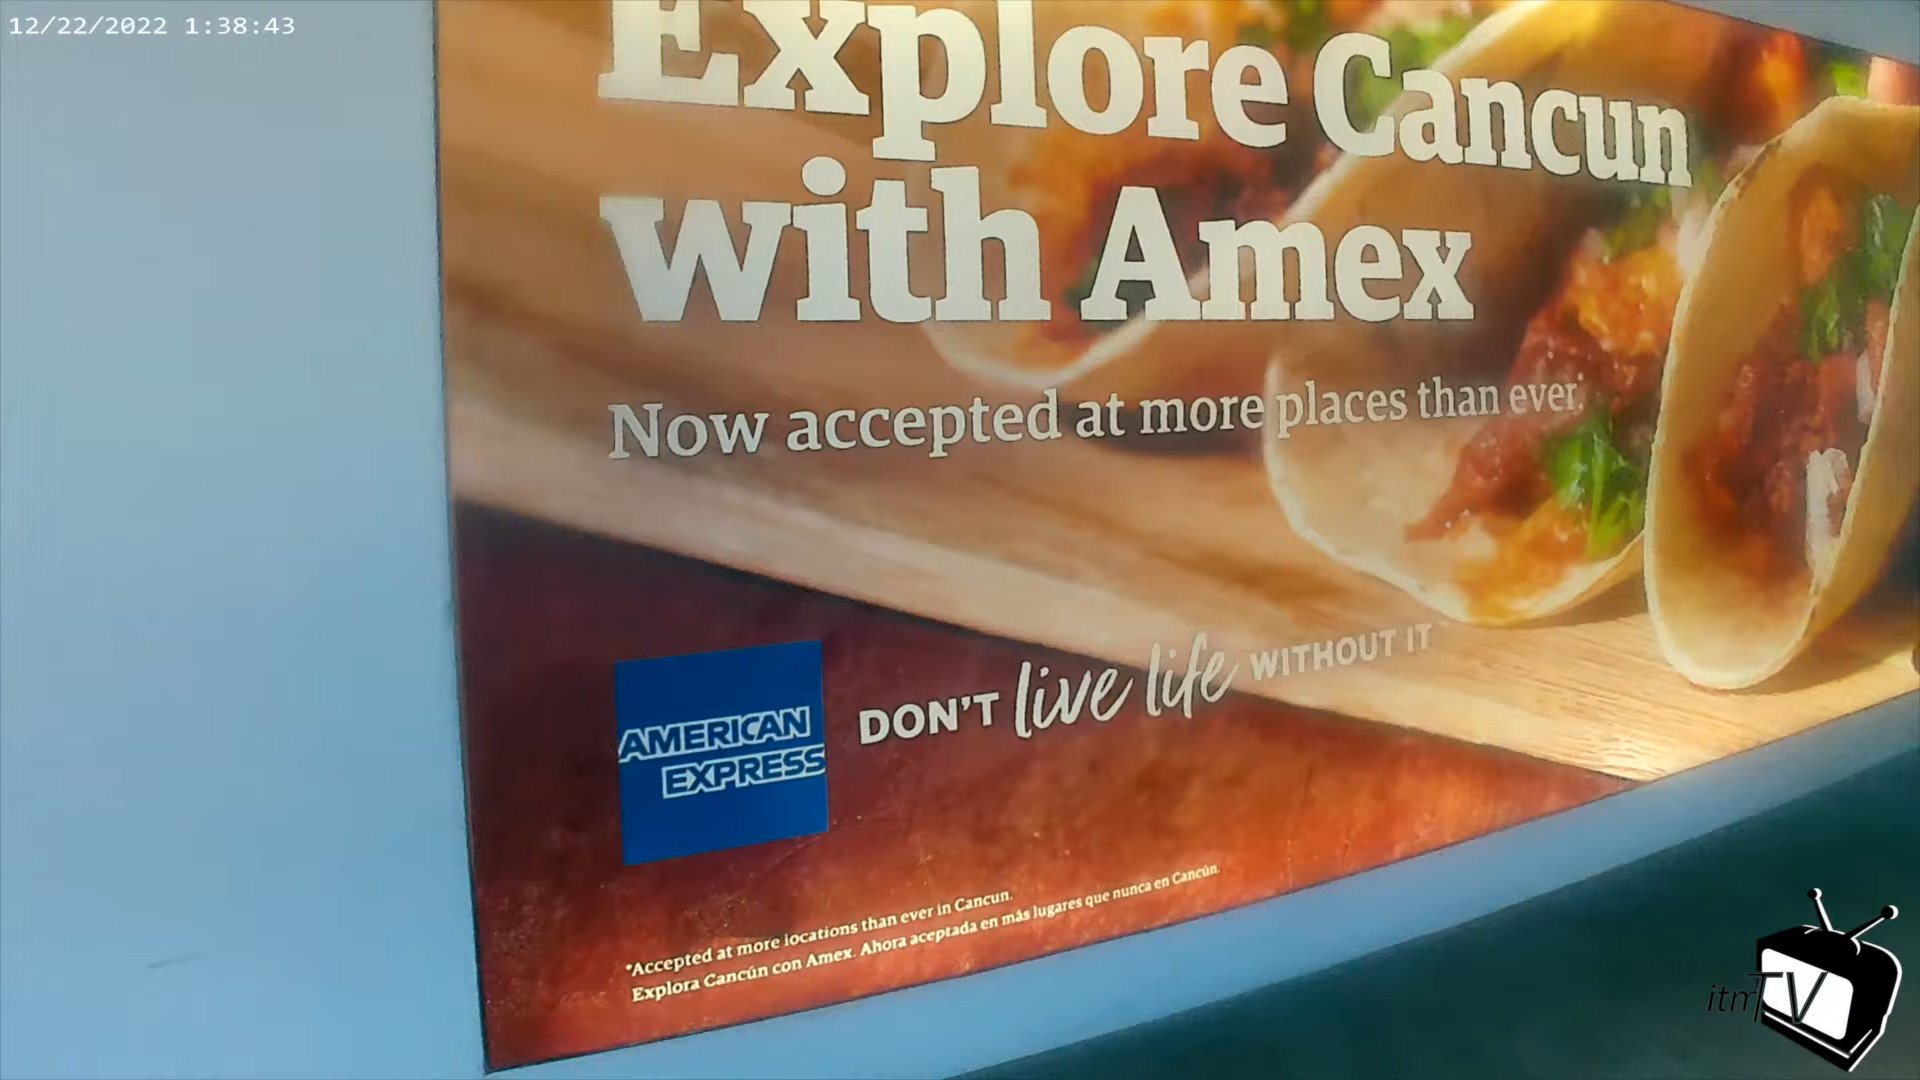 12/22/2022 1:38:43
Explore Cancun
with Amex
Now accepted at more places than ever.*
AMERICAN
EXPRESS
DON'T live life WITHOUT IT
*Accepted at more locations than ever in Cancun.
Explora Cancún con Amex. Ahora aceptada en más lugares que nunca en Cancún.
itmTV